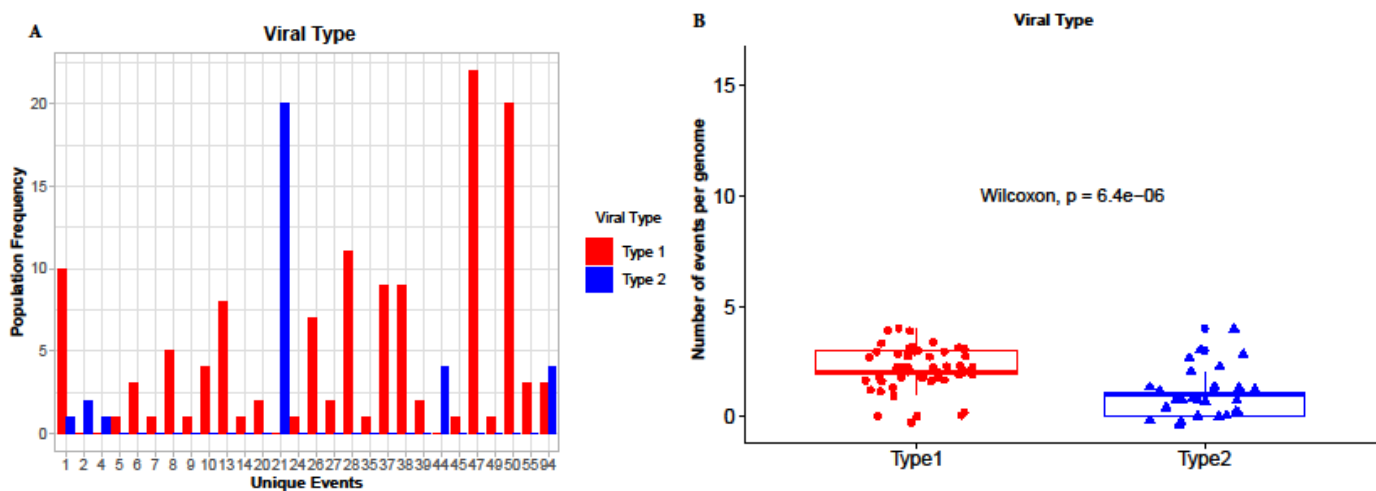 A
Viral Type
Population Frequency
20
15
10
5
0
1 2 4 5 6 7 8 9 10 13 14 20 21 24 26 27 28 35 37 38 39 44 45 47 49 50 55 94
Unique Events
Viral Type
Type 1
Type 2
B
Viral Type
Number of events per genome
15
10
5
0
Wilcoxon, p = 6.4e−06
Type1 Type2